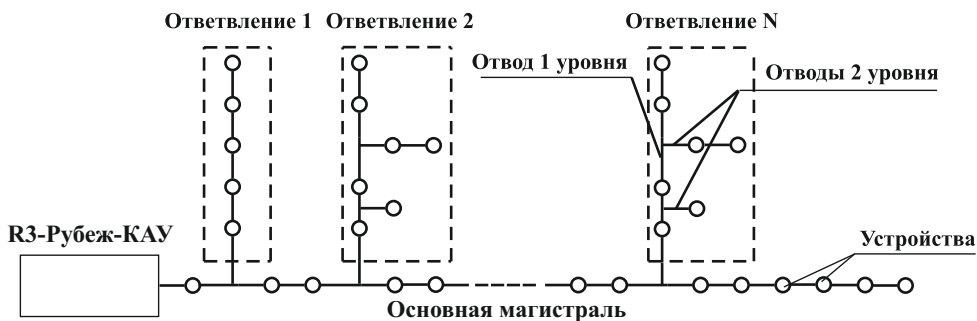 Ответвление 1
Ответвление 2
Ответвление N
Отвод 1 уровня
Отводы 2 уровня
R3-Рубеж-КАУ
Устройства
Основная магистраль